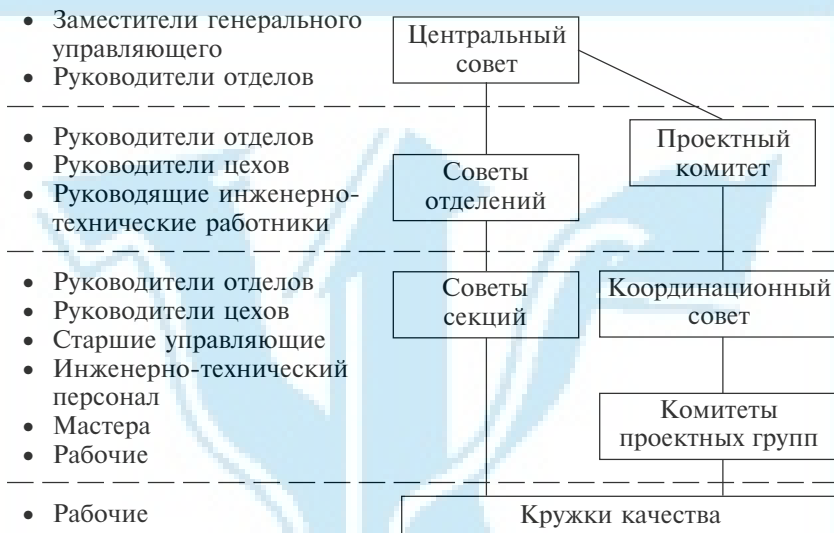 • Заместители генерального
управляющего
• Руководители отделов
Центральный
совет
• Руководители отделов
• Руководители цехов
• Руководящие инженерно-
технические работники
Советы
отделений
Проектный
комитет
• Руководители отделов
• Руководители цехов
• Старшие управляющие
• Инженерно-технический
персонал
• Мастера
• Рабочие
Советы
секций
Координационный
совет
Комитеты
проектных групп
• Рабочие
Кружки качества